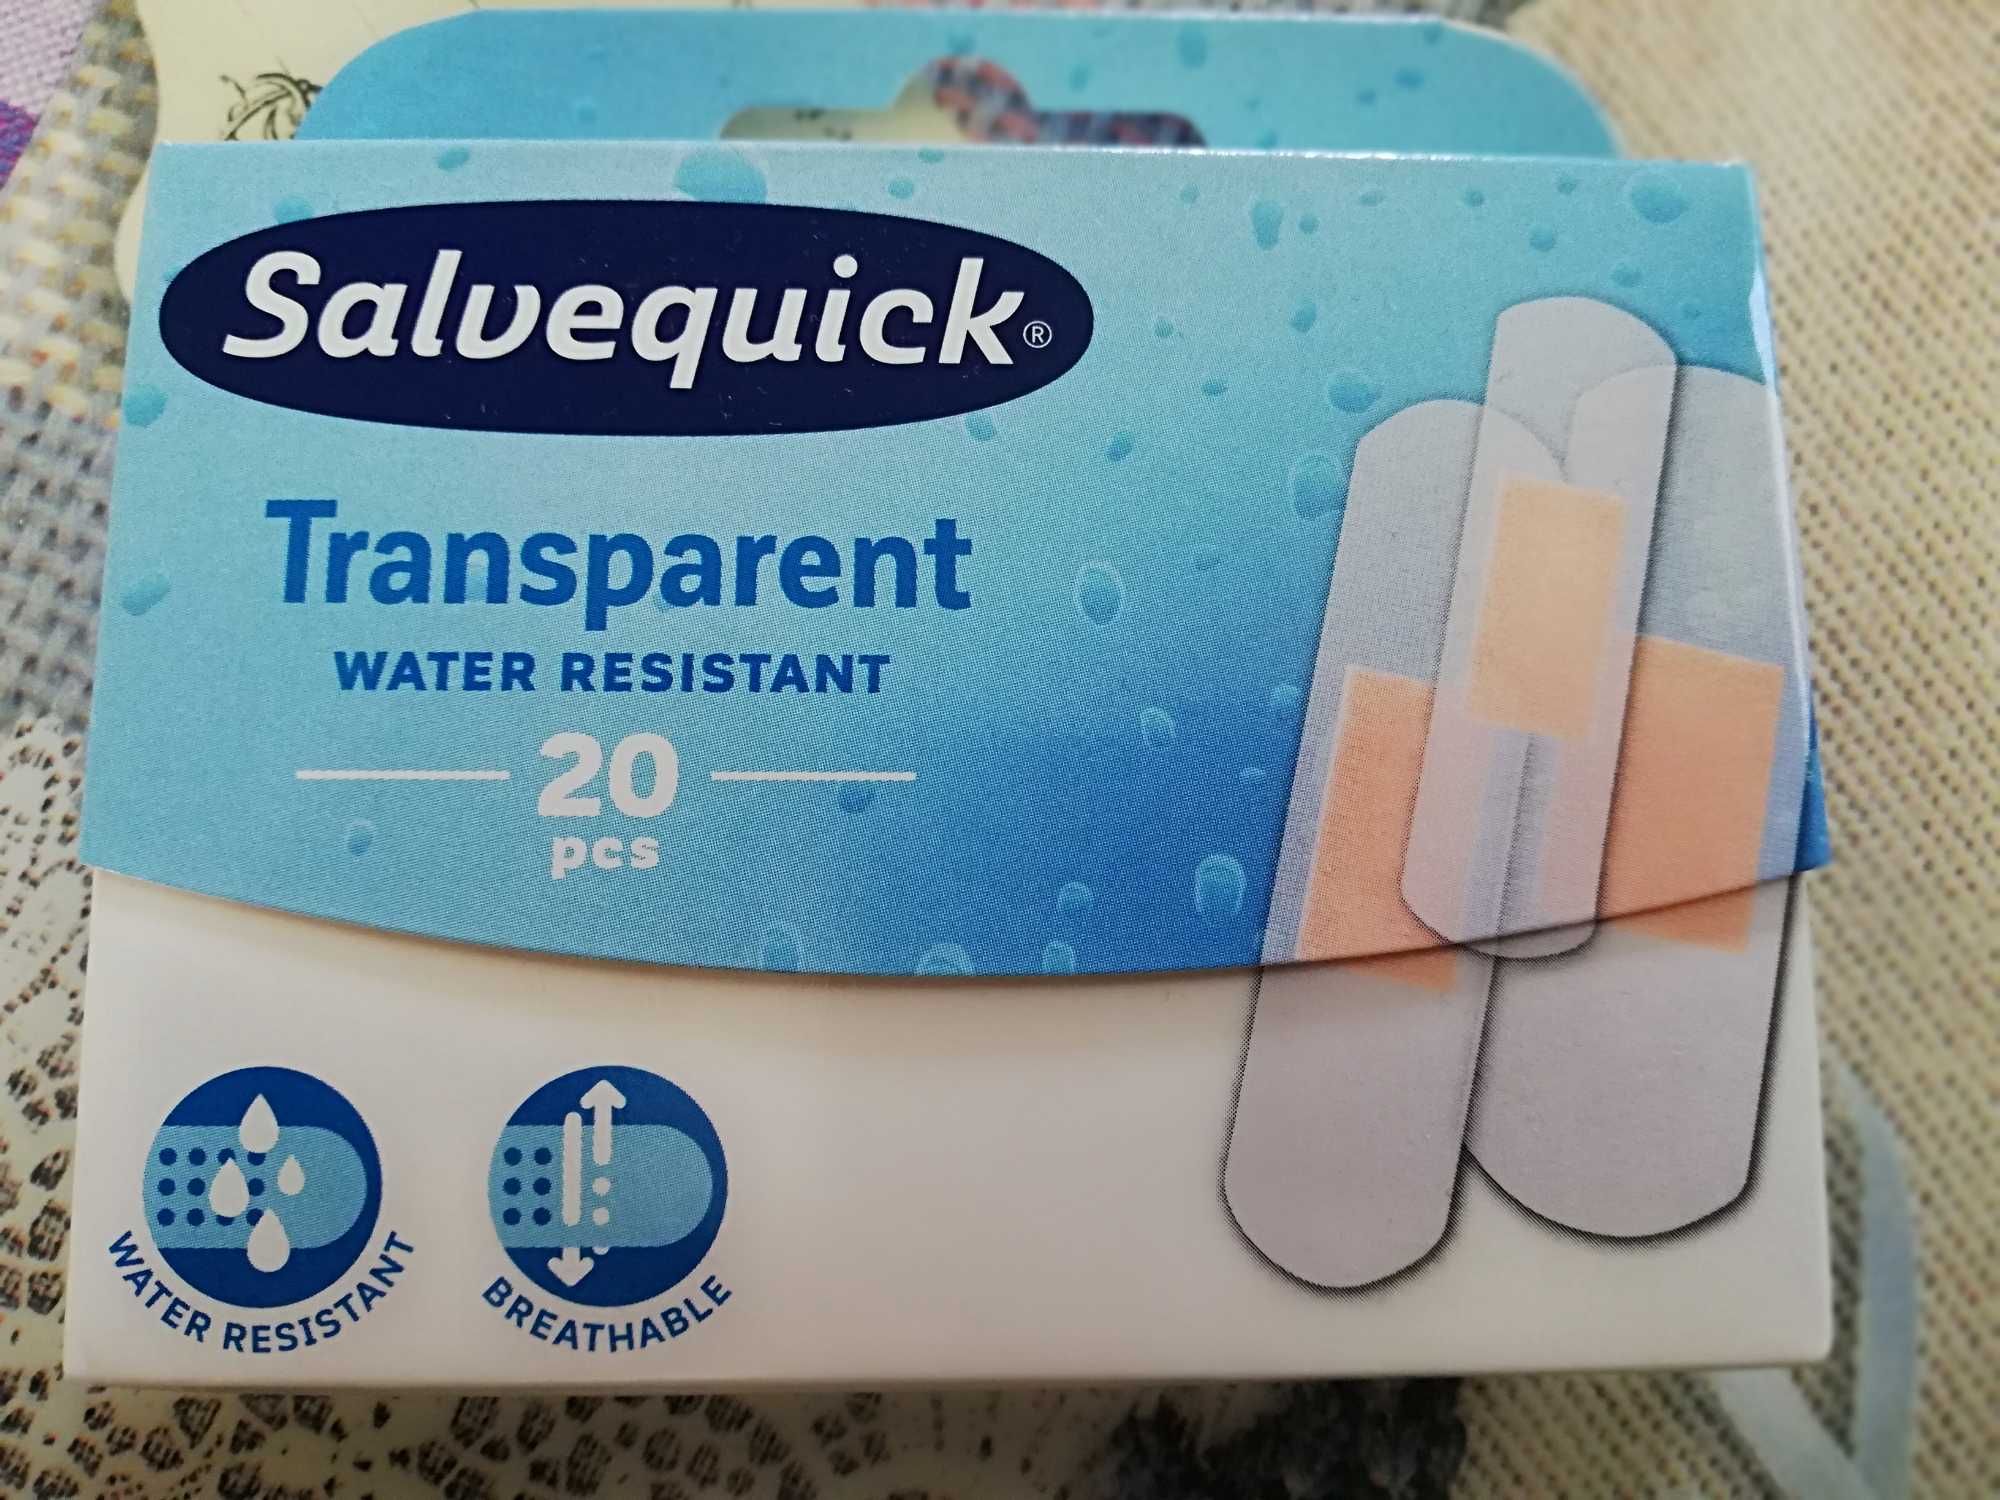 Salvequick®
Transparent
WATER RESISTANT
20
pcs
WATER RESISTANT
BREATHABLE